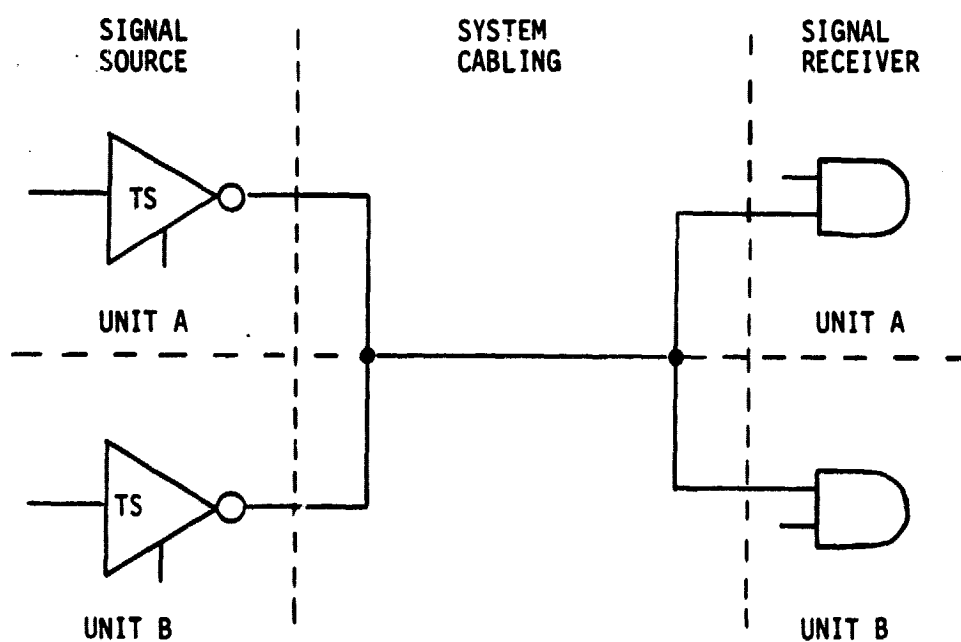 SIGNAL
SOURCE
SYSTEM
CABLING
SIGNAL
RECEIVER
TS
UNIT A
UNIT A
TS
UNIT B
UNIT B